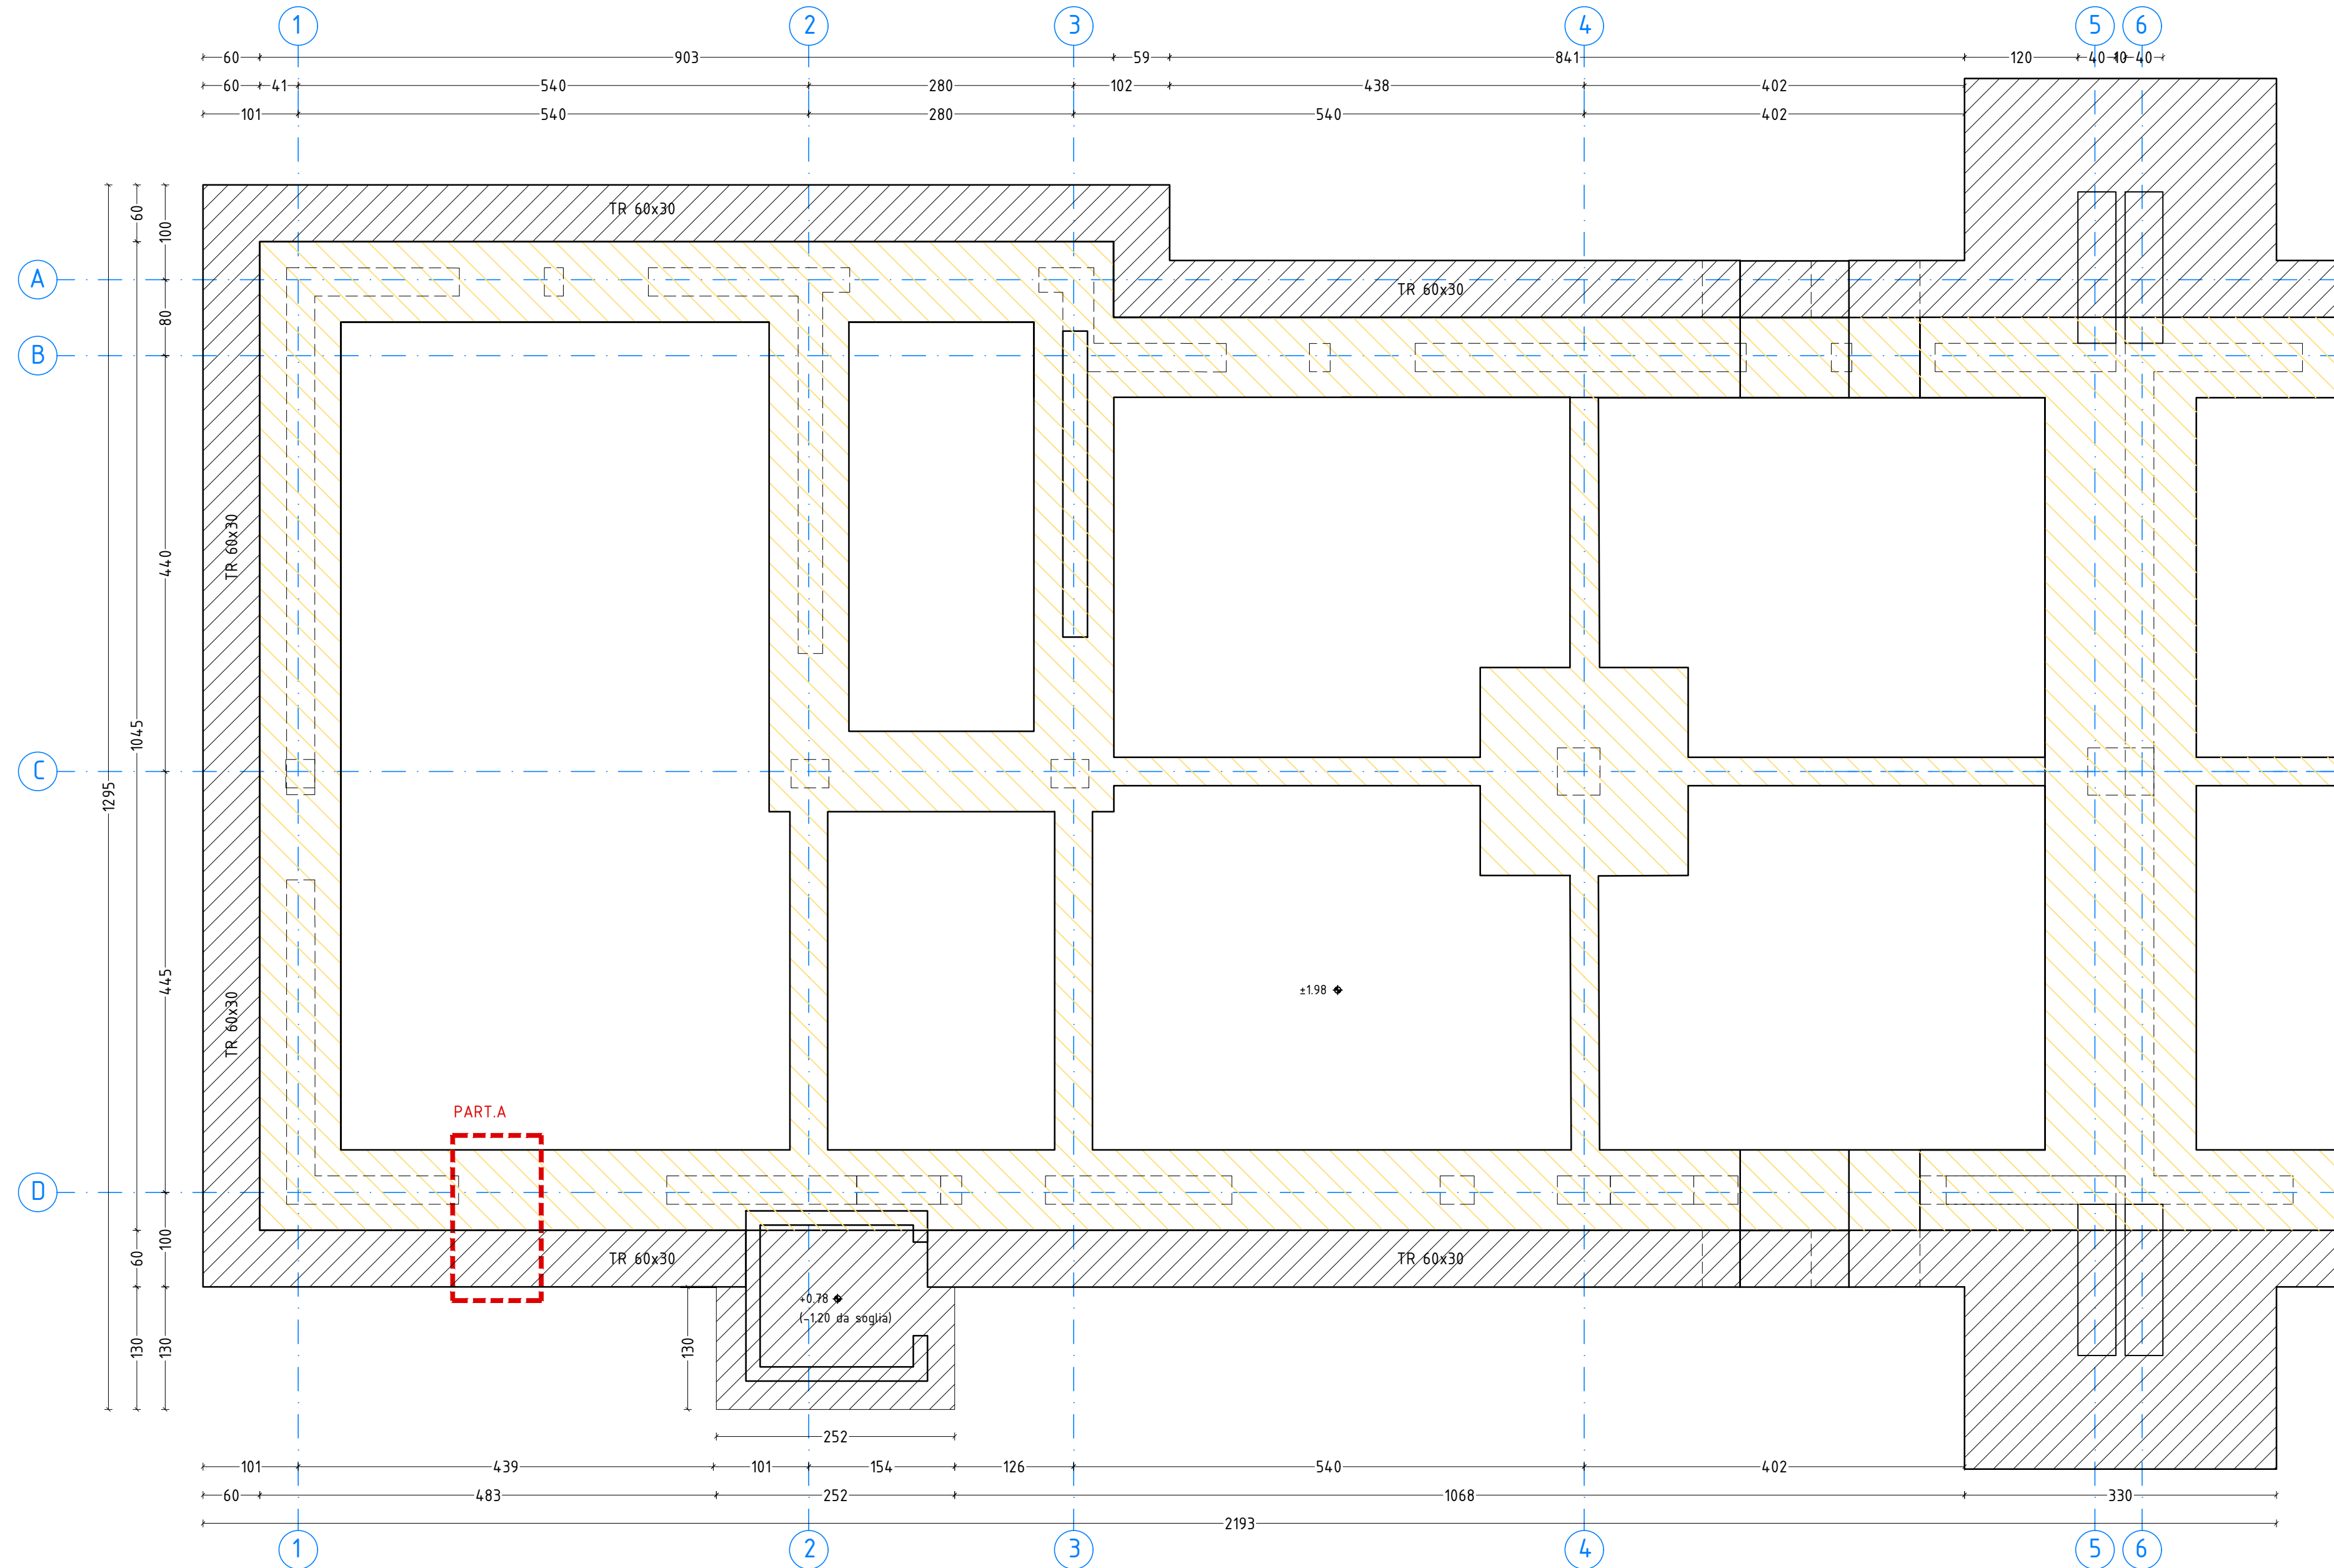 1 2 3 4 5 6
60 903 59 841 120 40 10 40
60 41 540 280 102 438 402
101 540 280 540 402
TR 60x30
TR 60x30
A
B
C
D
60
1045
60
130
100
80
440
445
100
130
1295
TR 60x30
TR 60x30
±1.98
PART.A
TR 60x30
TR 60x30
+0.78
(-1.20 da soglia)
130
252
101 439 101 154 126 540 402
60 483 252 1068 330
2193
1 2 3 4 5 6